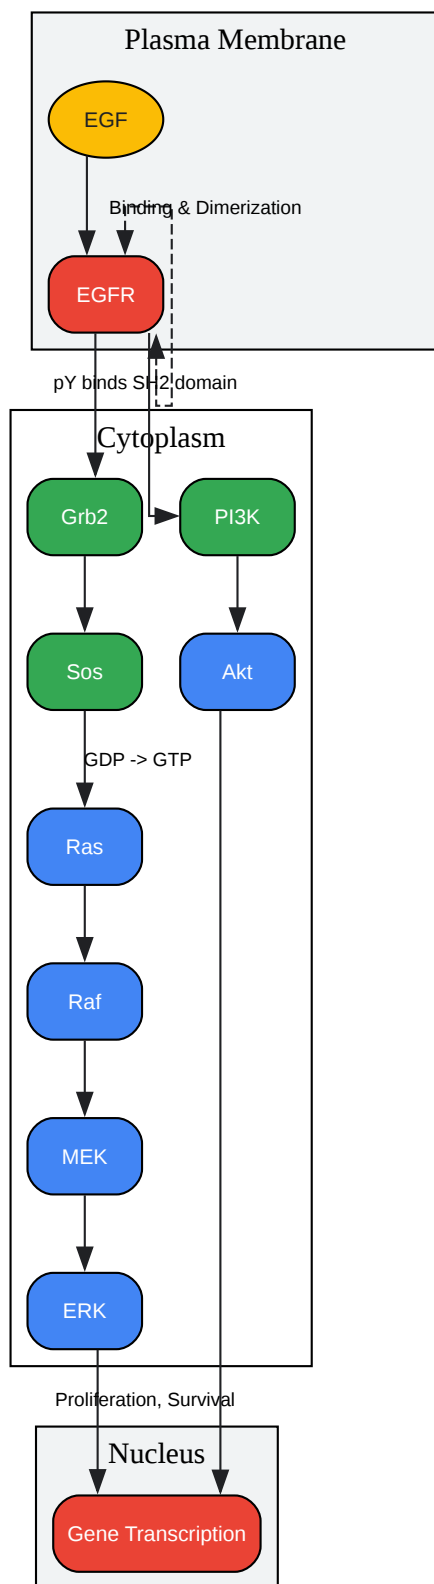 Plasma Membrane
EGF
Binding & Dimerization
EGFR
pY binds SH2 domain
Cytoplasm
Grb2
PI3K
Sos
Akt
GDP -> GTP
Ras
Raf
MEK
ERK
Proliferation, Survival
Nucleus
Gene Transcription